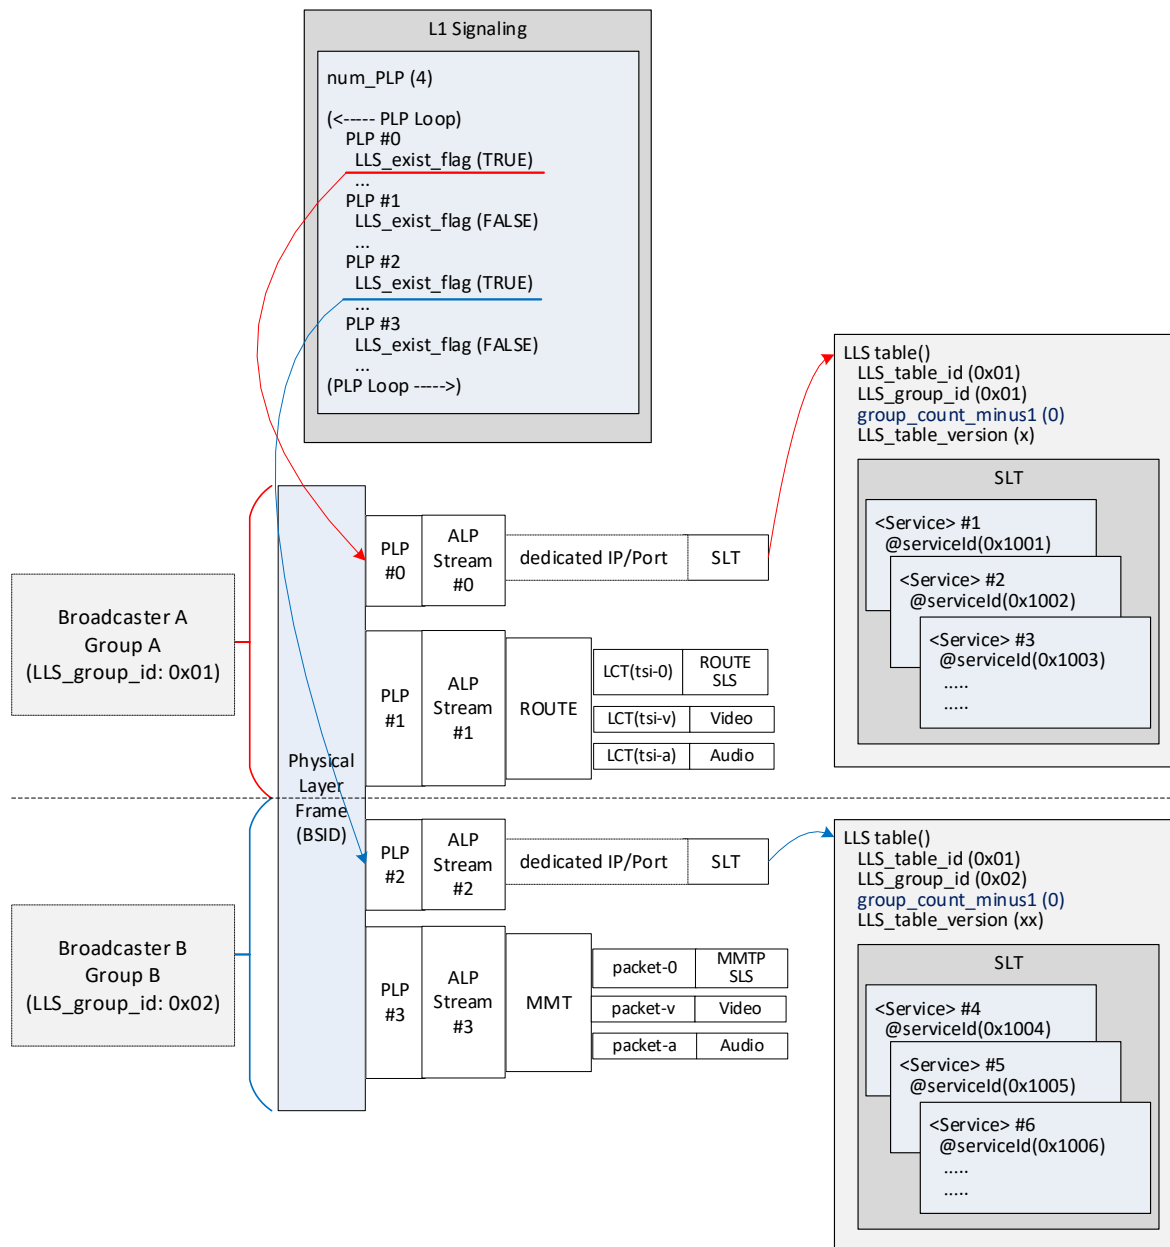 L1 Signaling
num_PLP (4)
(<----- PLP Loop)
PLP #0
LLS_exist_flag (TRUE)
...
PLP #1
LLS_exist_flag (FALSE)
...
PLP #2
LLS_exist_flag (TRUE)
...
PLP #3
LLS_exist_flag (FALSE)
...
(PLP Loop ----->)
LLS table()
LLS_table_id (0x01)
LLS_group_id (0x01)
group_count_minus1 (0)
LLS_table_version (x)
SLT
<Service> #1
@serviceId(0x1001)
<Service> #2
@serviceId(0x1002)
<Service> #3
@serviceId(0x1003)
.....
.....
Broadcaster A
Group A
(LLS_group_id: 0x01)
Physical
Layer
Frame
(BSID)
PLP
#0
ALP
Stream
#0
dedicated IP/Port
SLT
PLP
#1
ALP
Stream
#1
ROUTE
LCT(tsi-0)
ROUTE
SLS
LCT(tsi-v)
Video
LCT(tsi-a)
Audio
Broadcaster B
Group B
(LLS_group_id: 0x02)
PLP
#2
ALP
Stream
#2
dedicated IP/Port
SLT
PLP
#3
ALP
Stream
#3
MMT
packet-0
MMTP
SLS
packet-v
Video
packet-a
Audio
LLS table()
LLS_table_id (0x01)
LLS_group_id (0x02)
group_count_minus1 (0)
LLS_table_version (xx)
SLT
<Service> #4
@serviceId(0x1004)
<Service> #5
@serviceId(0x1005)
<Service> #6
@serviceId(0x1006)
.....
.....